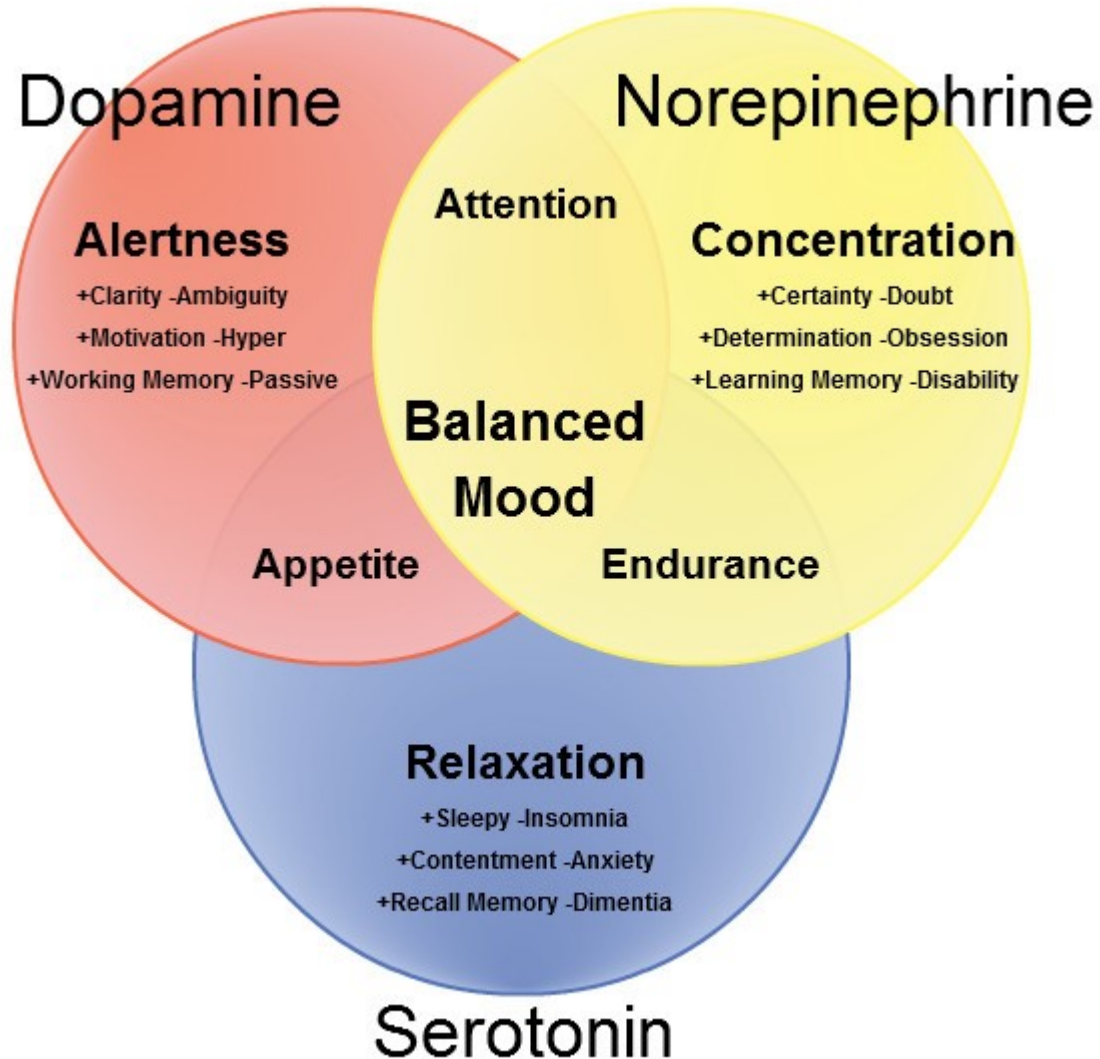 Dopamine
Norepinephrine
Attention
Alertness
+Clarity -Ambiguity
+Motivation -Hyper
+Working Memory -Passive
Concentration
+Certainty -Doubt
+Determination -Obsession
+Learning Memory -Disability
Balanced
Mood
Appetite
Endurance
Relaxation
+Sleepy -Insomnia
+Contentment -Anxiety
+Recall Memory -Dimentia
Serotonin